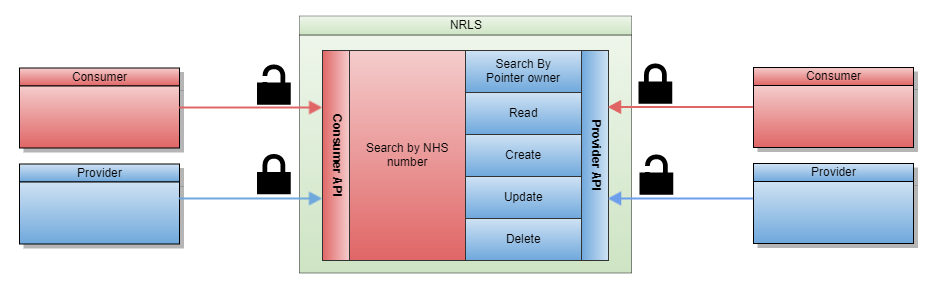 NRLS
Consumer
Provider
Consumer API
Search by NHS
number
Search By
Pointer owner
Read
Create
Update
Delete
Provider API
Consumer
Provider